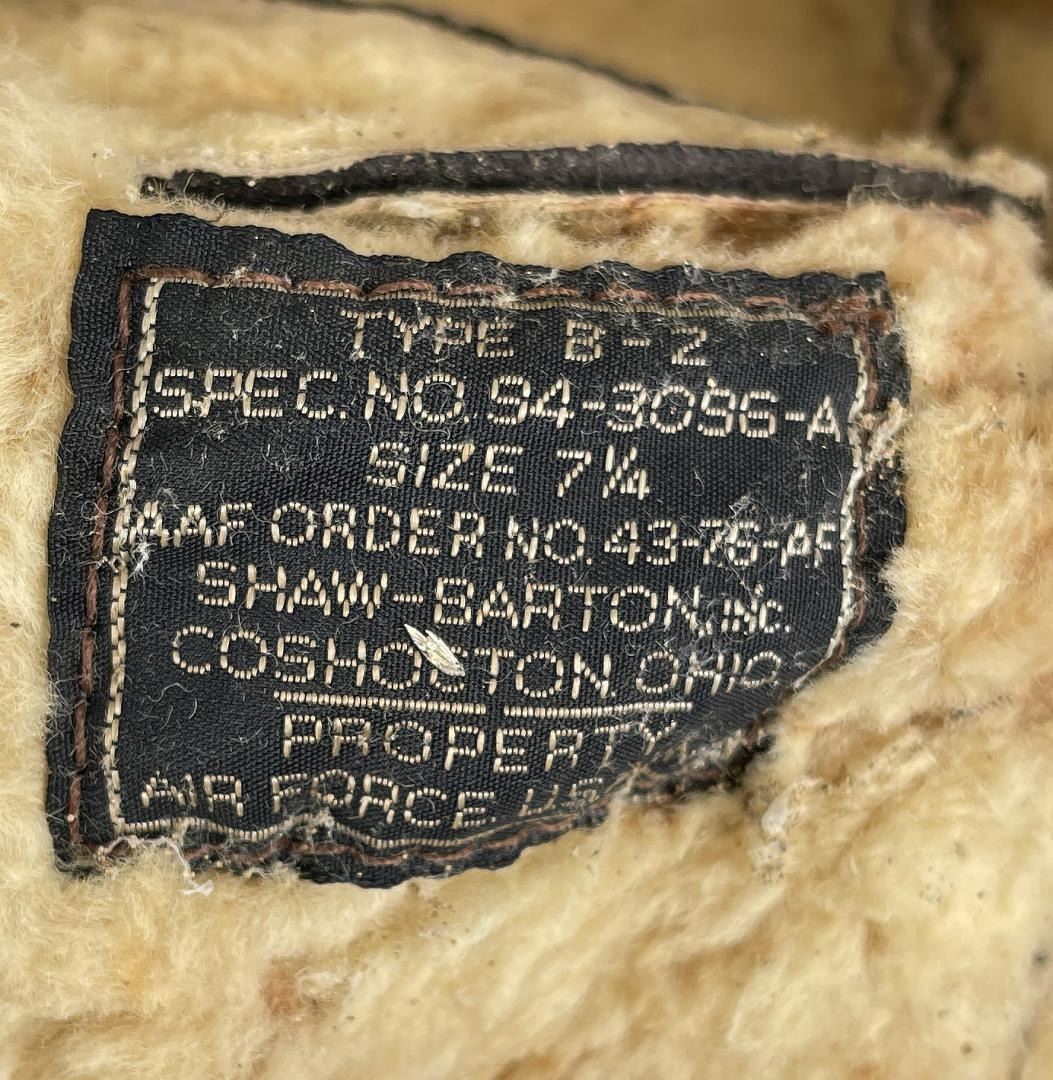 TYPE B-2
SPEC. NO. 94-3096-A
SIZE 7¼
AAF ORDER NO. 43-76-AF
SHAW-BARTON, INC.
COSHOCTON, OHIO
PROPERTY
AIR FORCE, U.S.